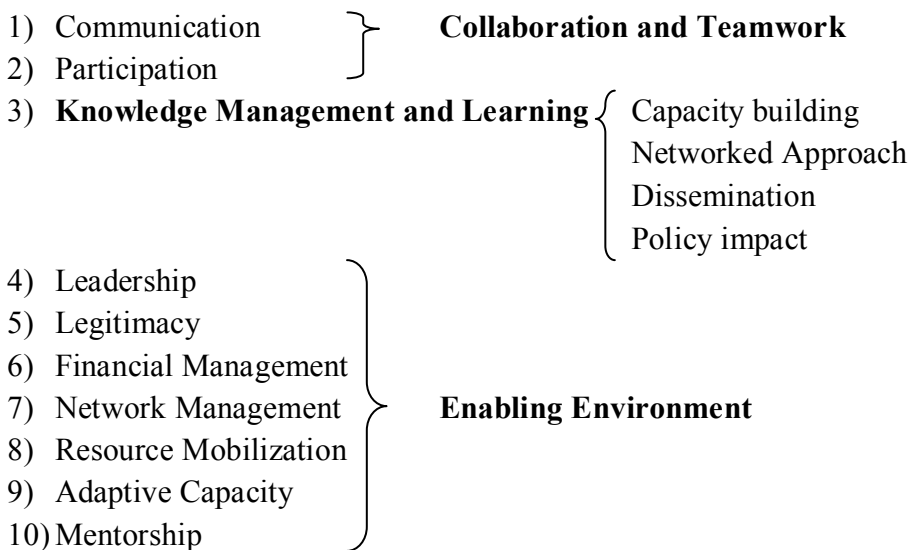 1) Communication Collaboration and Teamwork
2) Participation
3) Knowledge Management and Learning Capacity building
Networked Approach
Dissemination
Policy impact
4) Leadership
5) Legitimacy
6) Financial Management
7) Network Management Enabling Environment
8) Resource Mobilization
9) Adaptive Capacity
10) Mentorship